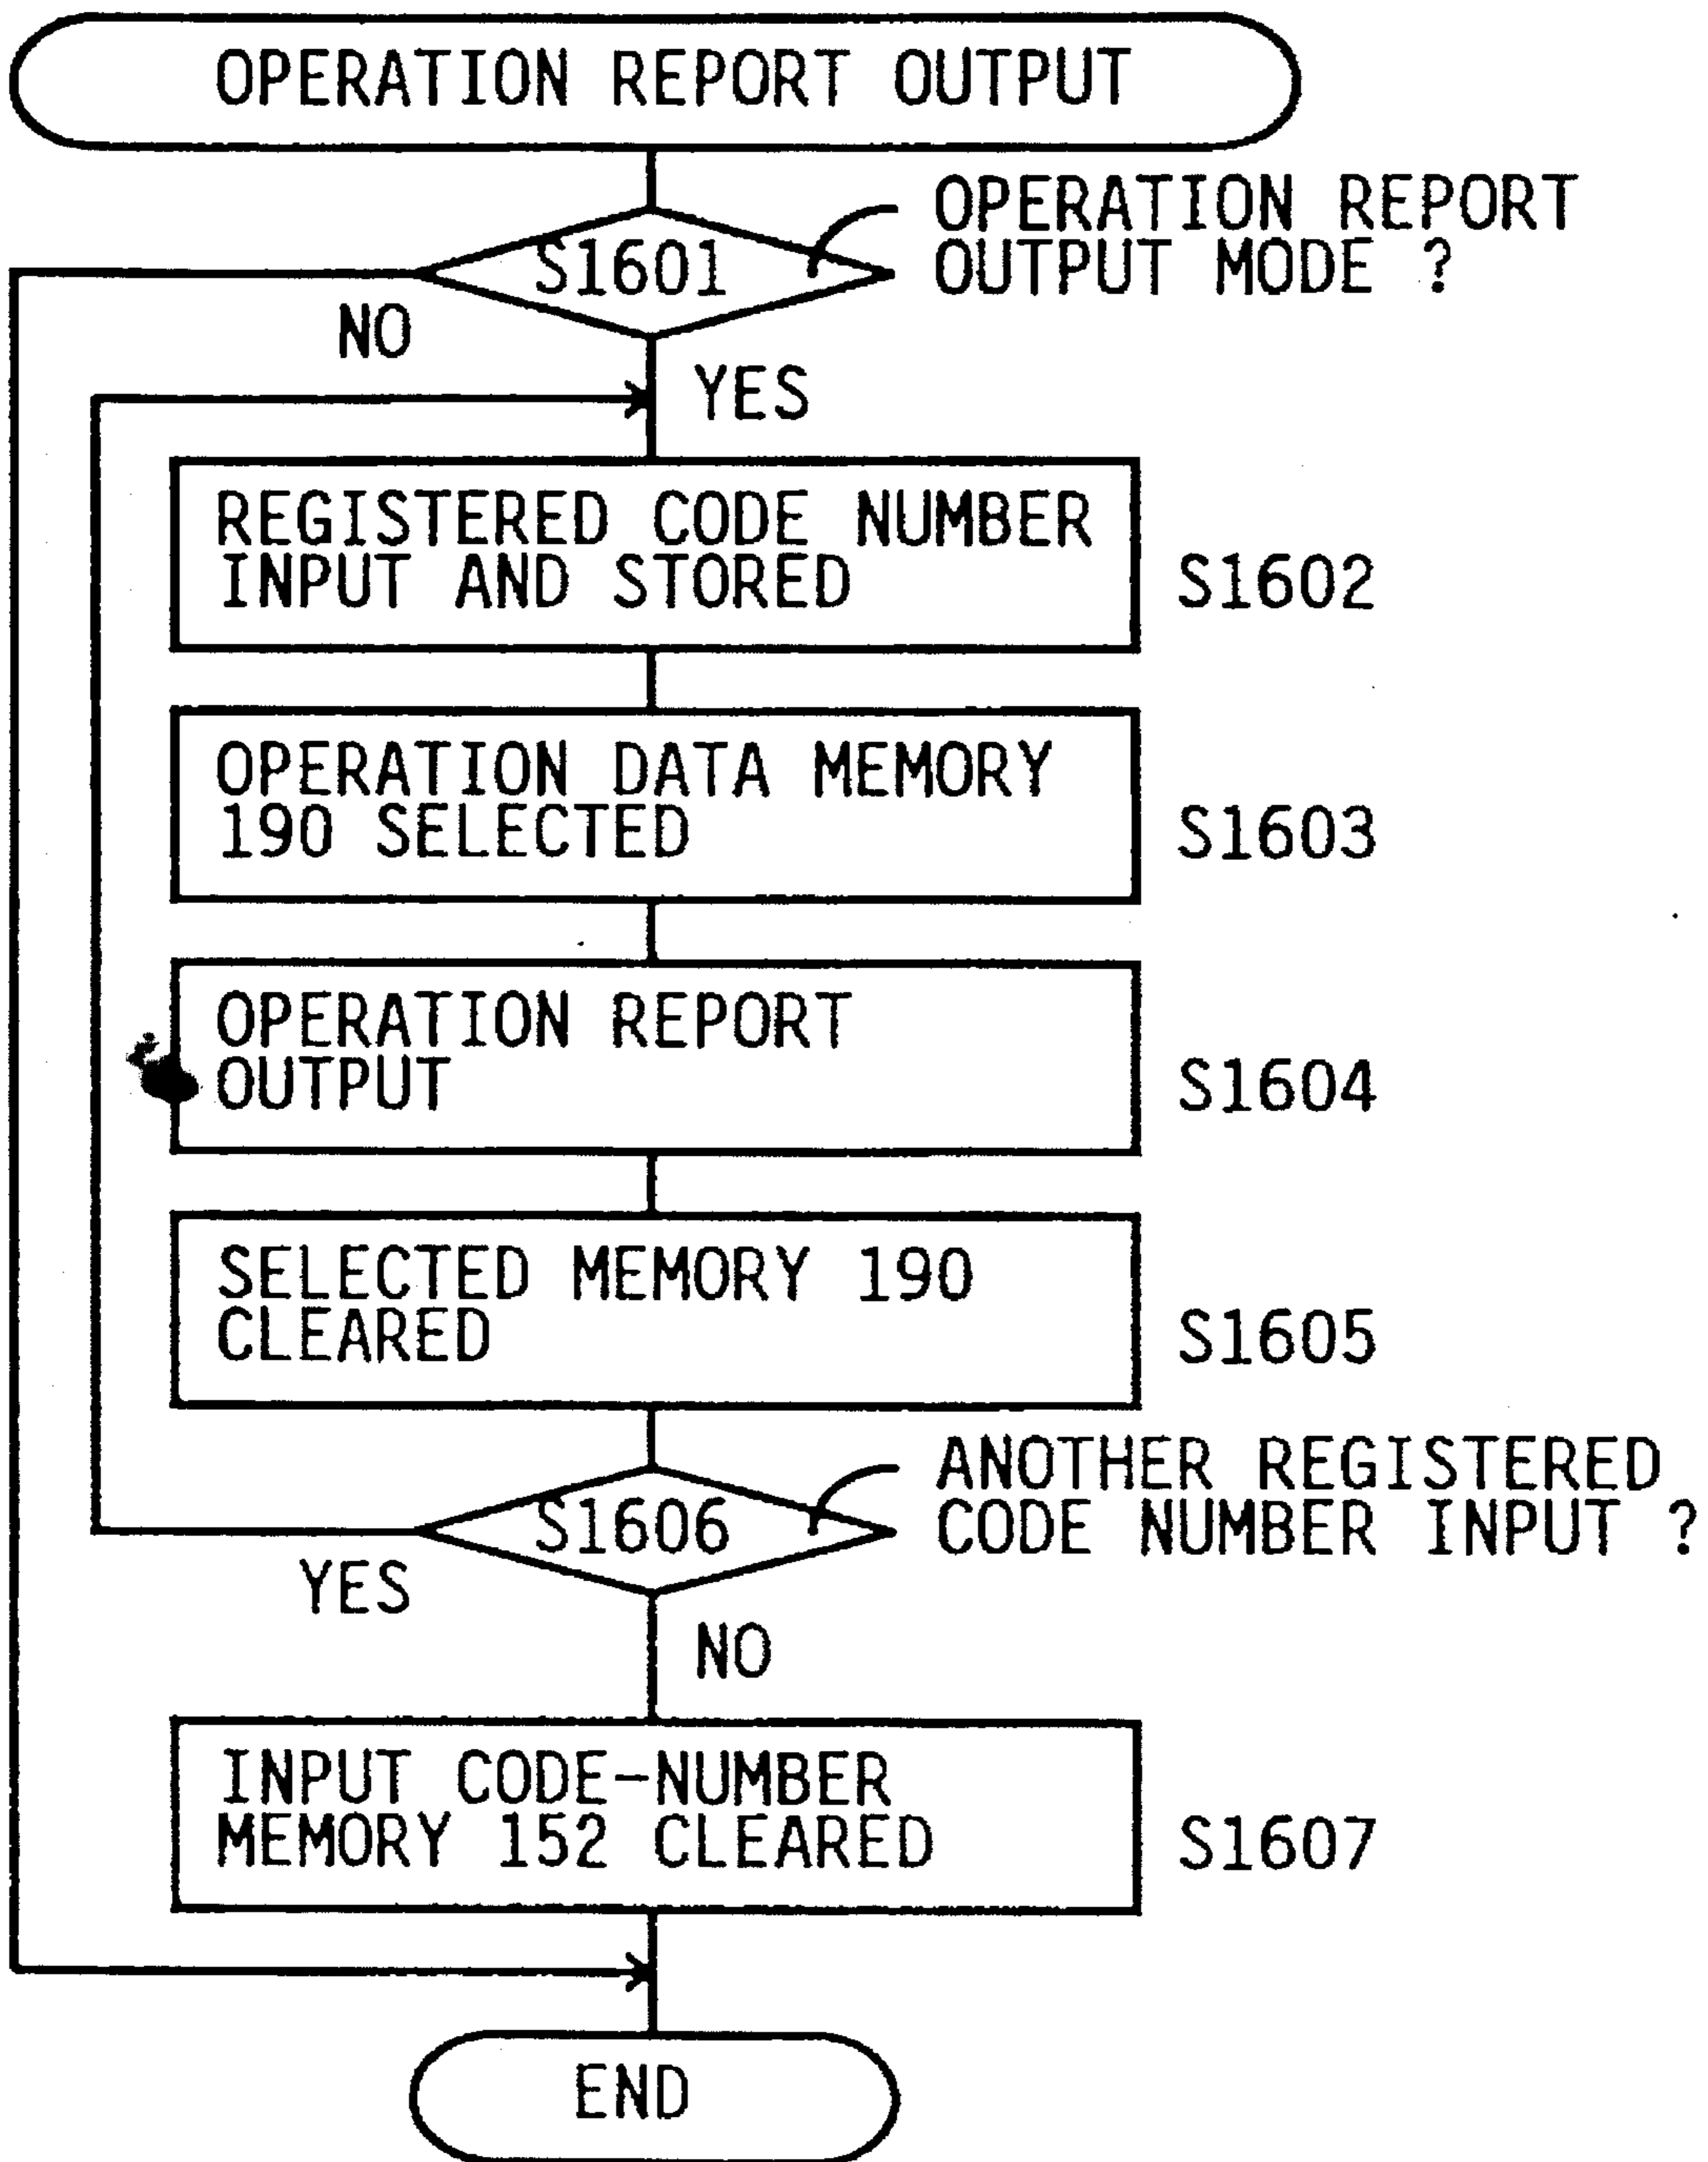 OPERATION REPORT OUTPUT
OPERATION REPORT
OUTPUT MODE ?
S1601
NO
YES
REGISTERED CODE NUMBER
INPUT AND STORED
S1602
OPERATION DATA MEMORY
190 SELECTED
S1603
OPERATION REPORT
OUTPUT
S1604
SELECTED MEMORY 190
CLEARED
S1605
ANOTHER REGISTERED
CODE NUMBER INPUT ?
S1606
YES
NO
INPUT CODE-NUMBER
MEMORY 152 CLEARED
S1607
END